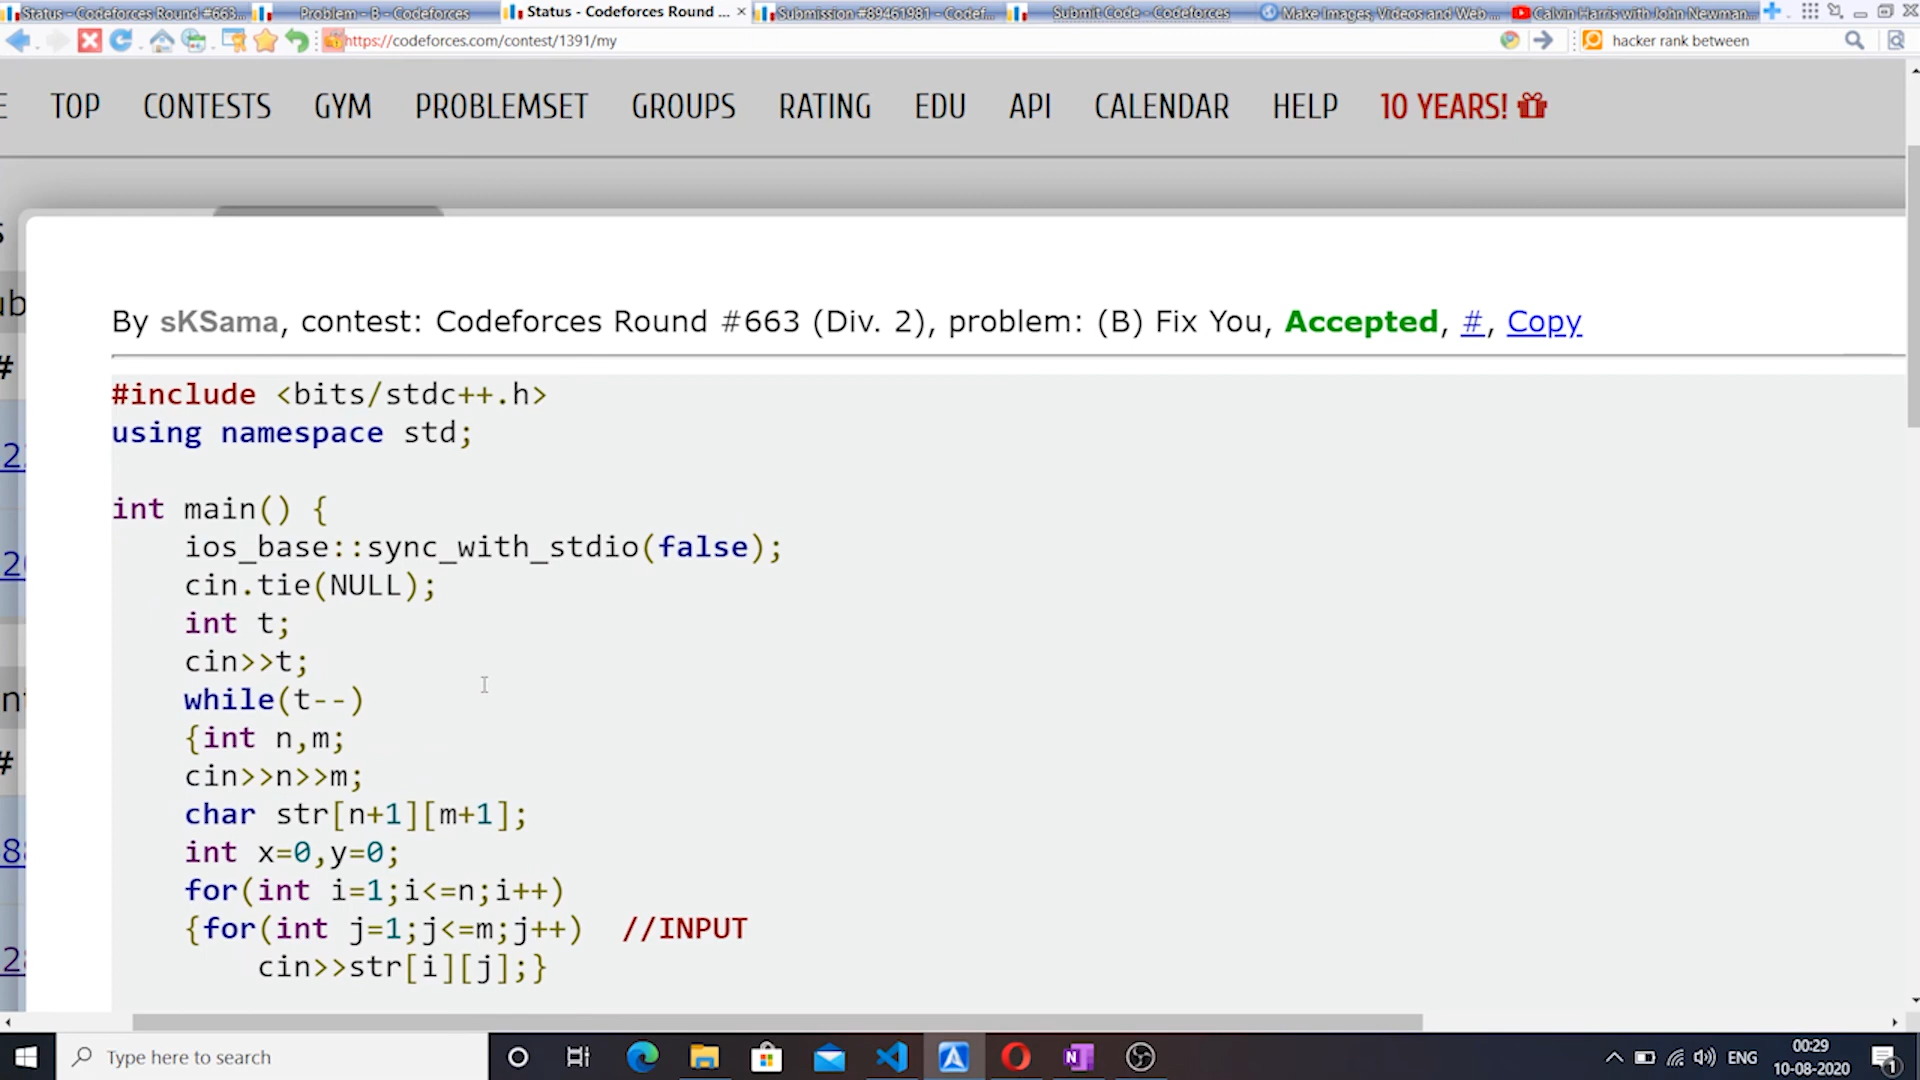 Status - Codeforces Round #663...
Problem - B - Codeforces
Status - Codeforces Round ...
Submission #89461981 - Codef...
Submit Code - Codeforces
Make Images, Videos and Web ...
Calvin Harris with John Newman...
https://codeforces.com/contest/1391/my
hacker rank between
E TOP CONTESTS GYM PROBLEMSET GROUPS RATING EDU API CALENDAR HELP 10 YEARS!
By sKSama, contest: Codeforces Round #663 (Div. 2), problem: (B) Fix You, Accepted, #, Copy
#include <bits/stdc++.h>
using namespace std;
int main() {
ios_base::sync_with_stdio(false);
cin.tie(NULL);
int t;
cin>>t;
while(t--)
{int n,m;
cin>>n>>m;
char str[n+1][m+1];
int x=0,y=0;
for(int i=1;i<=n;i++)
{for(int j=1;j<=m;j++) //INPUT
cin>>str[i][j];}
Type here to search
ENG
00:29
10-08-2020
1